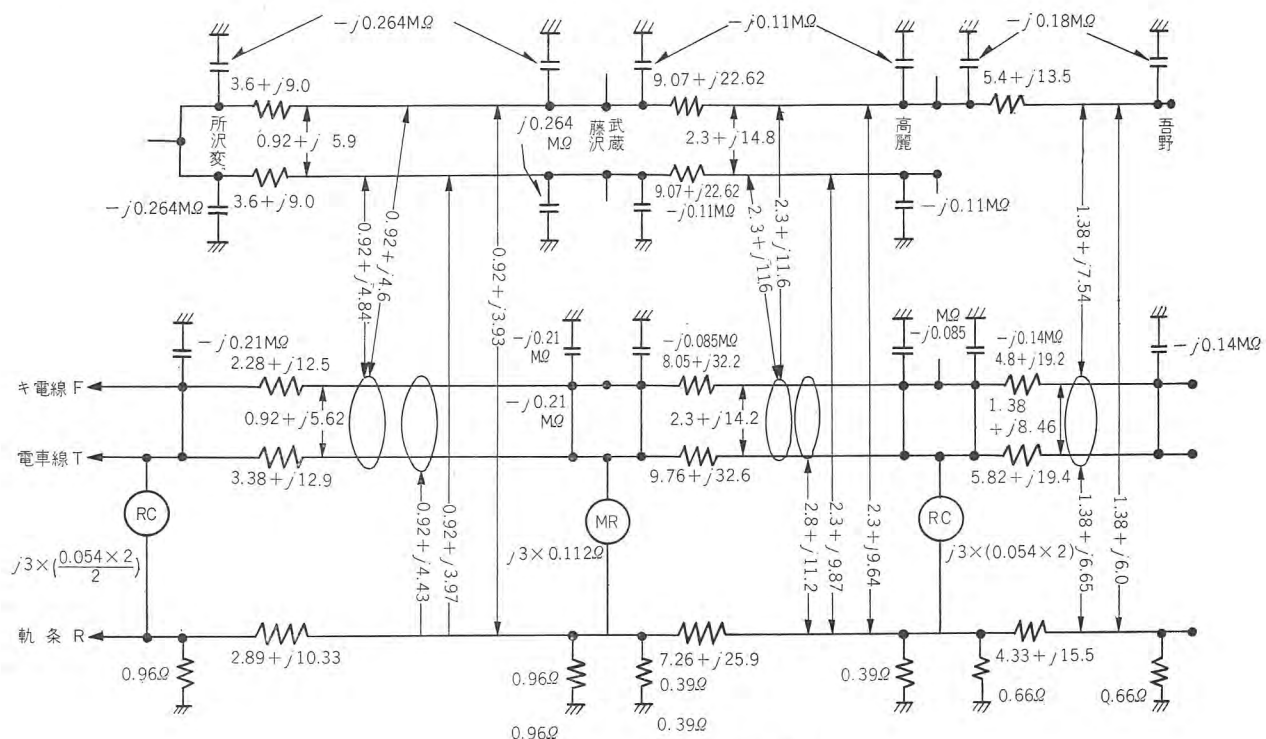 −j0.264MΩ
−j0.11MΩ
−j0.18MΩ
3.6+j9.0
9.07+j22.62
5.4+j13.5
所沢変
0.92+j 5.9
j0.264
MΩ
武蔵
藤沢
2.3+j14.8
高麗
吾野
−j0.264MΩ
3.6+j9.0
9.07+j22.62
−j0.11MΩ
−j0.11MΩ
0.92+j4.84
0.92+j4.6
0.92+j3.93
2.3+j11.6
2.3+j11.6
1.38+j7.54
−j0.21MΩ
2.28+j12.5
−j0.21
MΩ
−j0.085MΩ
8.05+j32.2
MΩ
−j0.085
−j0.14MΩ
4.8+j19.2
−j0.14MΩ
キ電線 F
0.92+j5.62
−j0.21
MΩ
2.3+j14.2
1.38
+j8.46
電車線 T
3.38+j12.9
9.76+j32.6
5.82+j19.4
RC
0.92+j4.43
0.92+j3.97
MR
2.8+j11.2
2.3+j9.87
2.3+j9.64
RC
1.38+j6.65
1.38+j6.0
j3×(0.054×2/2)
j3×0.112Ω
j3×(0.054×2)
軌 条 R
2.89+j10.33
7.26+j25.9
4.33+j15.5
0.96Ω
0.96Ω
0.39Ω
0.39Ω
0.66Ω
0.66Ω
0.96Ω
0.39Ω